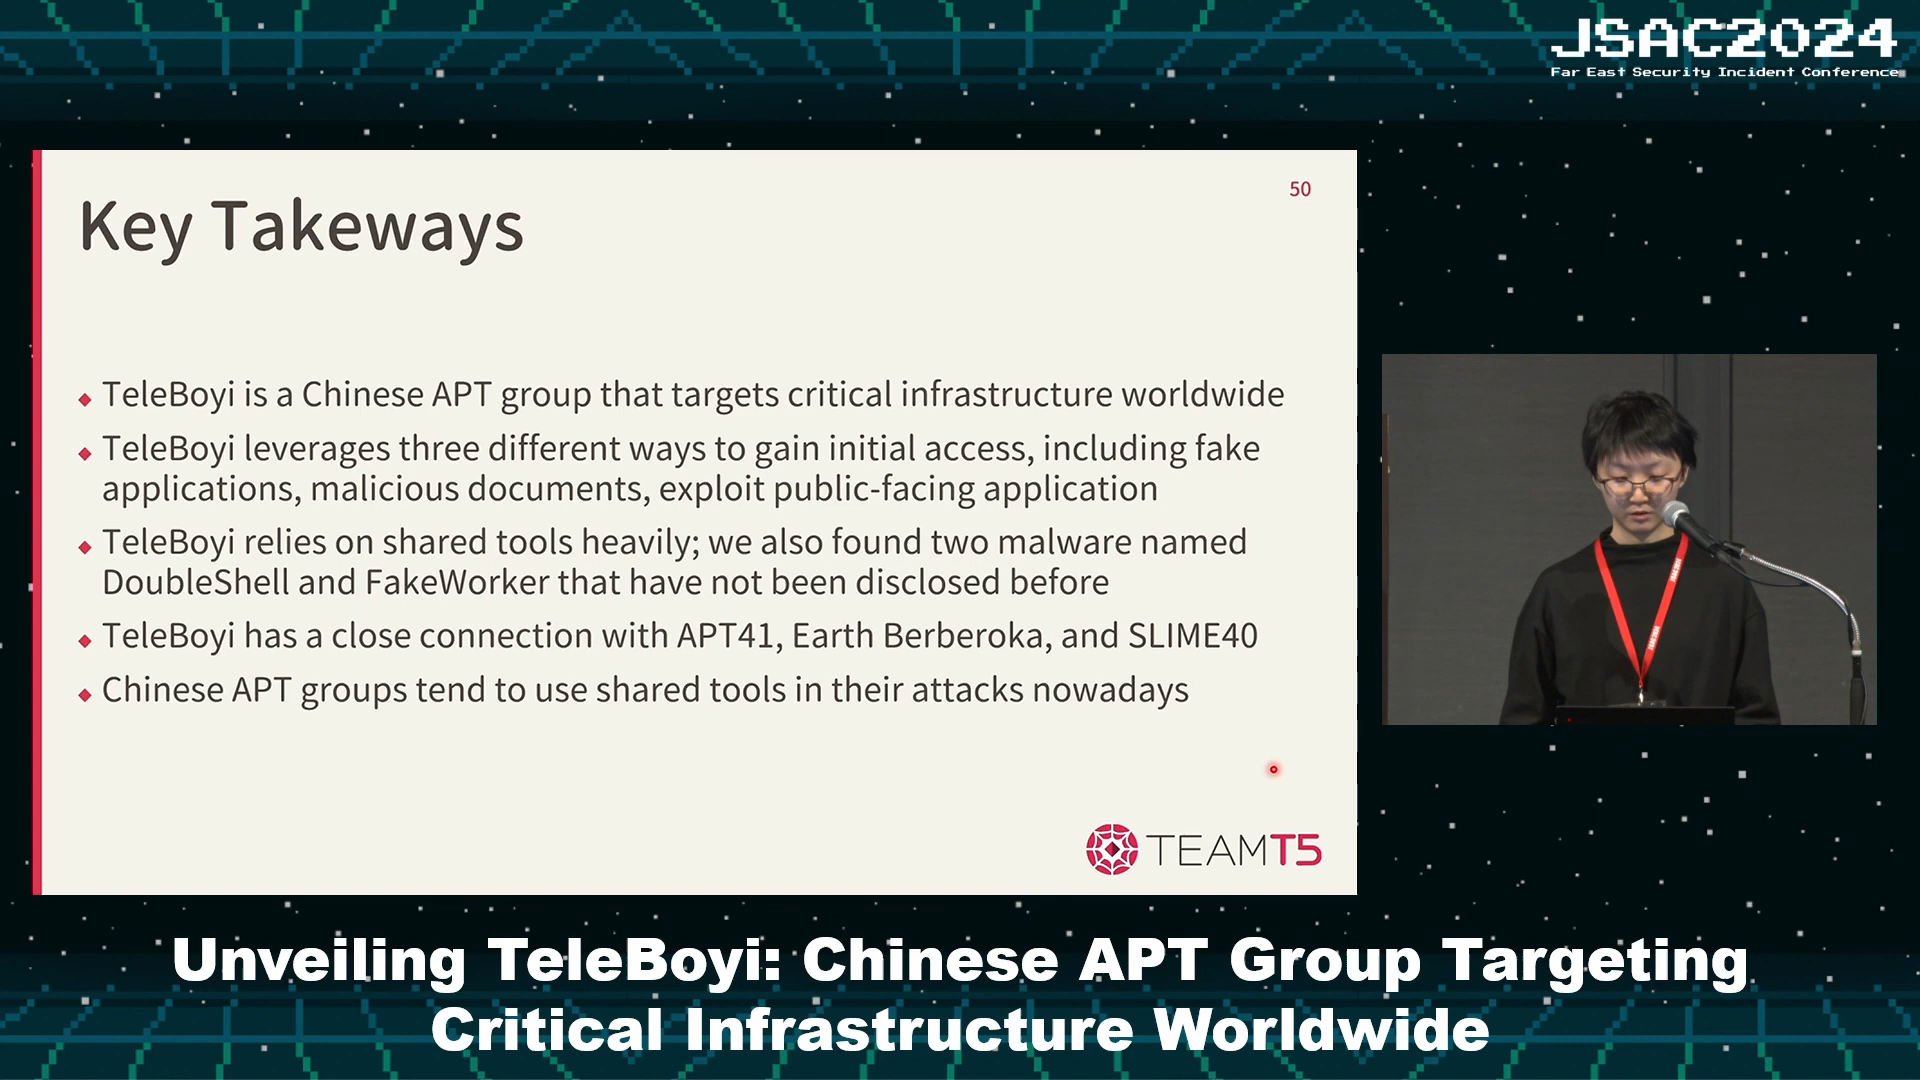 JSAC2024
Far East Security Incident Conference
50
Key Takeways
TeleBoyi is a Chinese APT group that targets critical infrastructure worldwide
TeleBoyi leverages three different ways to gain initial access, including fake
applications, malicious documents, exploit public-facing application
TeleBoyi relies on shared tools heavily; we also found two malware named
DoubleShell and FakeWorker that have not been disclosed before
TeleBoyi has a close connection with APT41, Earth Berberoka, and SLIME40
Chinese APT groups tend to use shared tools in their attacks nowadays
TEAMT5
Unveiling TeleBoyi: Chinese APT Group Targeting
Critical Infrastructure Worldwide